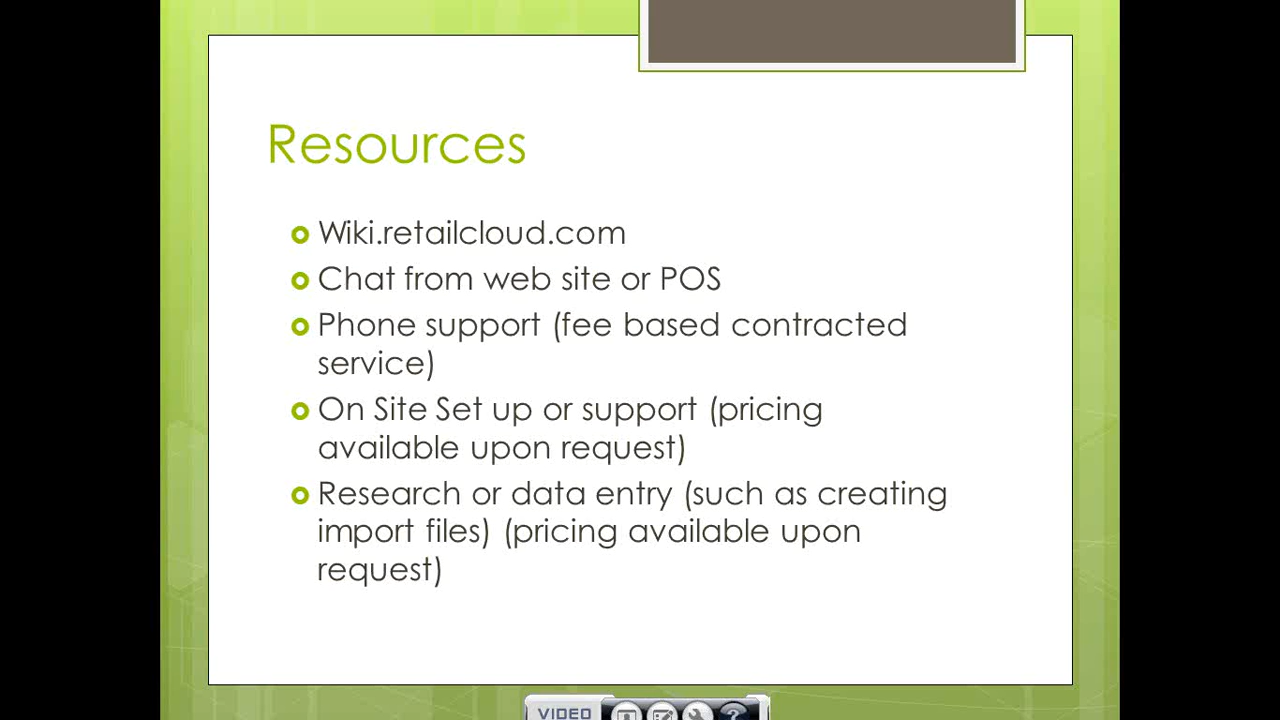 Resources
Wiki.retailcloud.com
Chat from web site or POS
Phone support (fee based contracted
service)
On Site Set up or support (pricing
available upon request)
Research or data entry (such as creating
import files) (pricing available upon
request)
VIDEO
?